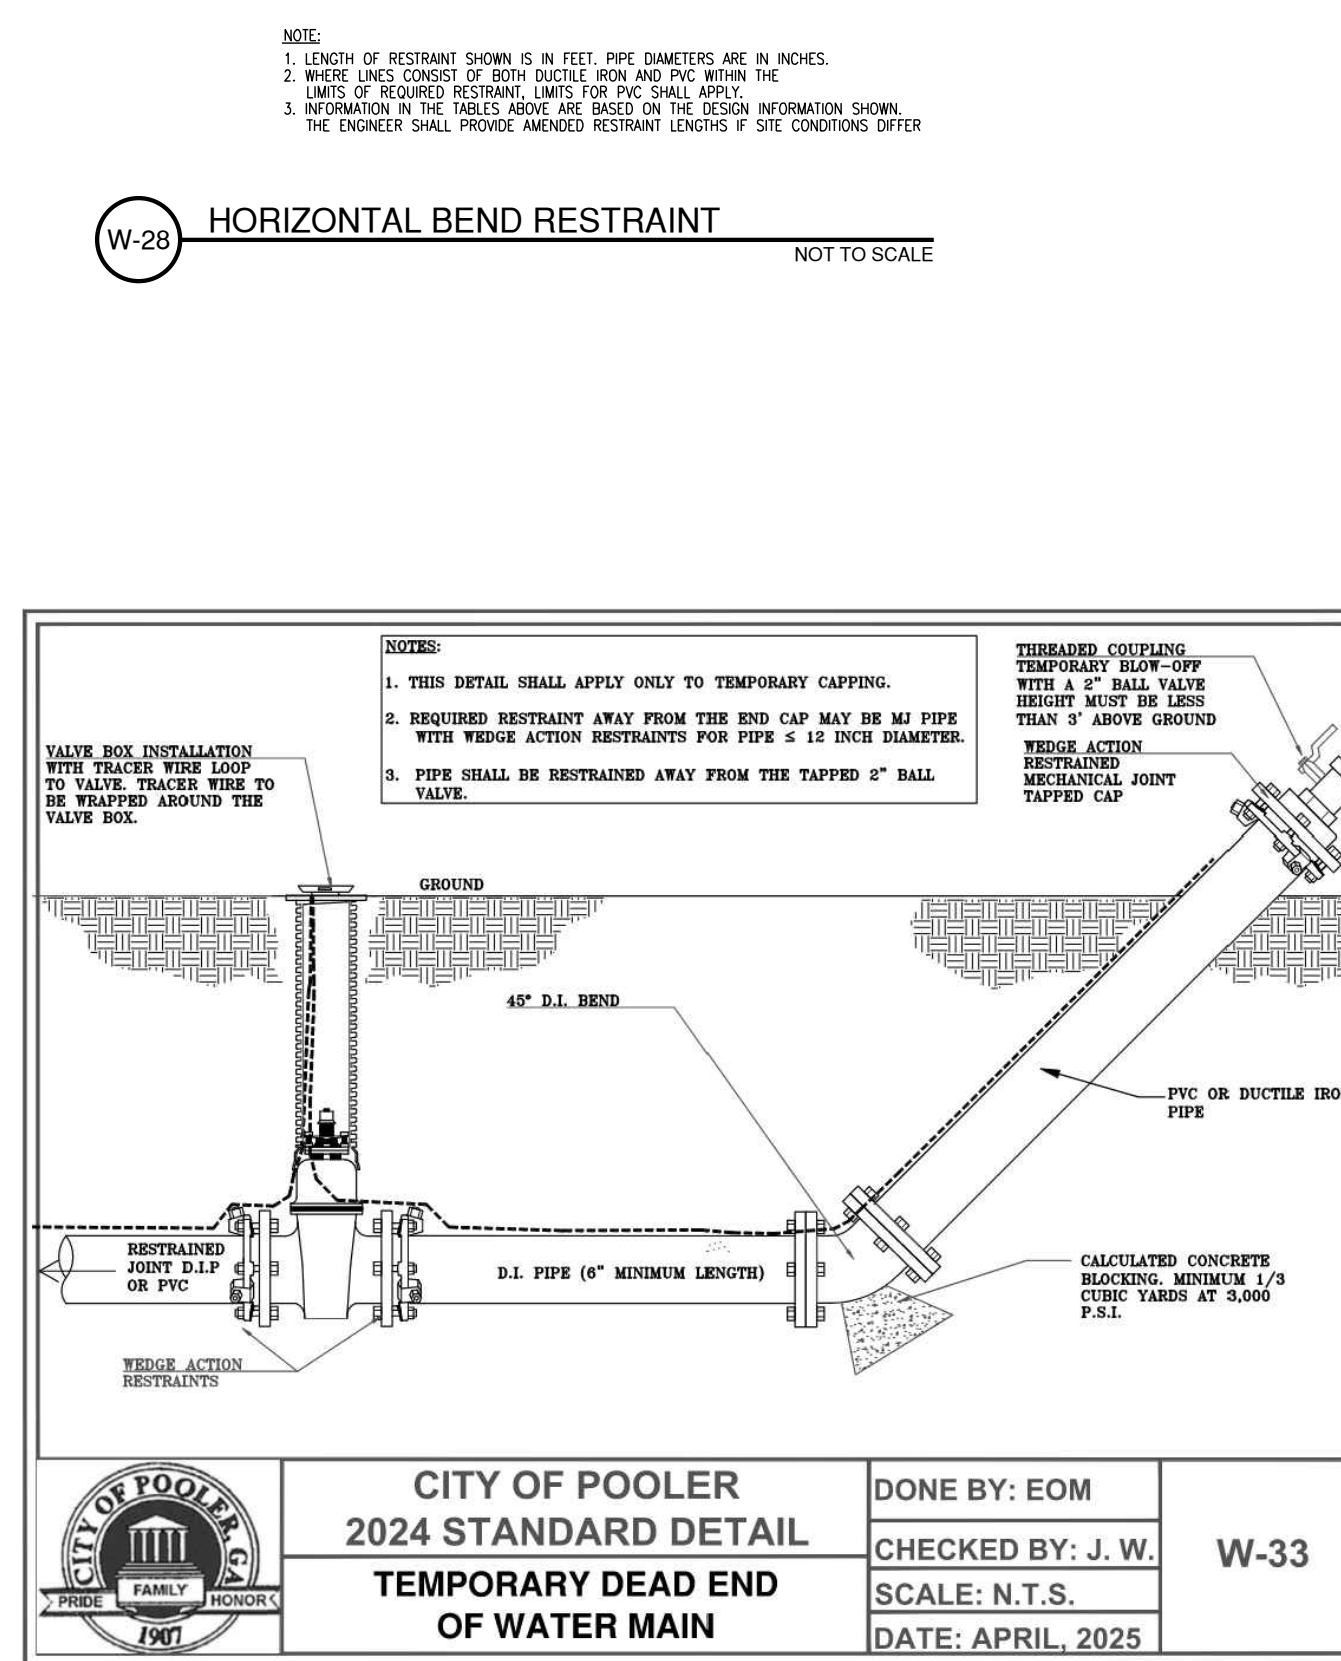 NOTE:
1. LENGTH OF RESTRAINT SHOWN IS IN FEET. PIPE DIAMETERS ARE IN INCHES.
2. WHERE LINES CONSIST OF BOTH DUCTILE IRON AND PVC WITHIN THE
LIMITS OF REQUIRED RESTRAINT, LIMITS FOR PVC SHALL APPLY.
3. INFORMATION IN THE TABLES ABOVE ARE BASED ON THE DESIGN INFORMATION SHOWN.
THE ENGINEER SHALL PROVIDE AMENDED RESTRAINT LENGTHS IF SITE CONDITIONS DIFFER
W-28
HORIZONTAL BEND RESTRAINT
NOT TO SCALE
NOTES:
1. THIS DETAIL SHALL APPLY ONLY TO TEMPORARY CAPPING.
2. REQUIRED RESTRAINT AWAY FROM THE END CAP MAY BE MJ PIPE
WITH WEDGE ACTION RESTRAINTS FOR PIPE ≤ 12 INCH DIAMETER.
3. PIPE SHALL BE RESTRAINED AWAY FROM THE TAPPED 2" BALL
VALVE.
THREADED COUPLING
TEMPORARY BLOW-OFF
WITH A 2" BALL VALVE
HEIGHT MUST BE LESS
THAN 3' ABOVE GROUND
WEDGE ACTION
RESTRAINED
MECHANICAL JOINT
TAPPED CAP
VALVE BOX INSTALLATION
WITH TRACER WIRE LOOP
TO VALVE. TRACER WIRE TO
BE WRAPPED AROUND THE
VALVE BOX.
GROUND
45° D.I. BEND
PVC OR DUCTILE IRO
PIPE
RESTRAINED
JOINT D.I.P
OR PVC
D.I. PIPE (6" MINIMUM LENGTH)
CALCULATED CONCRETE
BLOCKING. MINIMUM 1/3
CUBIC YARDS AT 3,000
P.S.I.
WEDGE ACTION
RESTRAINTS
CITY OF POOLER, GA
FAMILY
PRIDE
HONOR
1907
CITY OF POOLER
2024 STANDARD DETAIL
TEMPORARY DEAD END
OF WATER MAIN
DONE BY: EOM
CHECKED BY: J. W.
SCALE: N.T.S.
DATE: APRIL, 2025
W-33